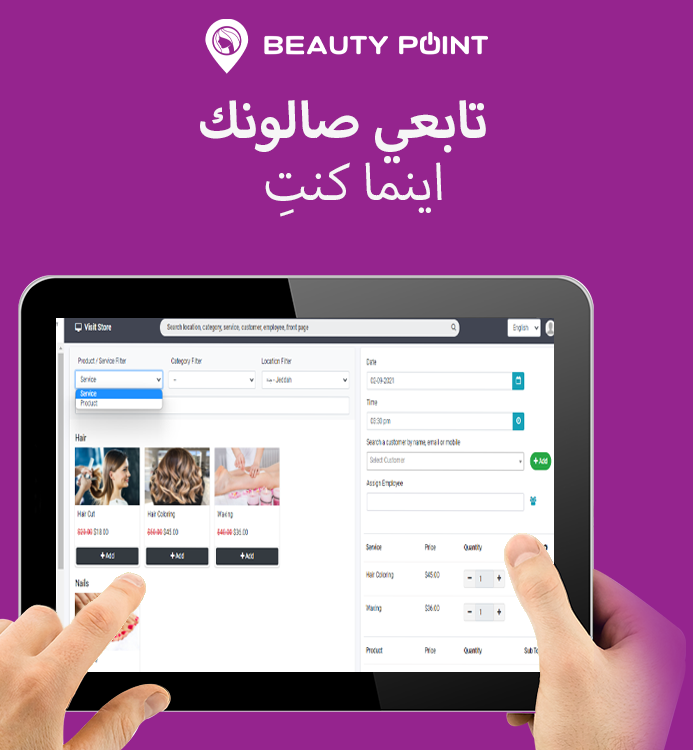 BEAUTY POINT
تابعي صالونك
اينما كنتِ
Visit Store
Search location, category, service, customer, employee, front page
English
Product / Service Filter
Category Filter
Location Filter
Service
--
Jeddah
Service
Product
Hair
Hair Cut
Hair Coloring
Waxing
$20.00 $18.00
$50.00 $45.00
$40.00 $36.00
+ Add
+ Add
+ Add
Nails
Date
02-09-2021
Time
03:30 pm
Search a customer by name, email or mobile
Select Customer
+ Add
Assign Employee
Service Price Quantity
Hair Coloring $45.00 - 1 +
Waxing $36.00 - 1 +
Product Price Quantity Sub To